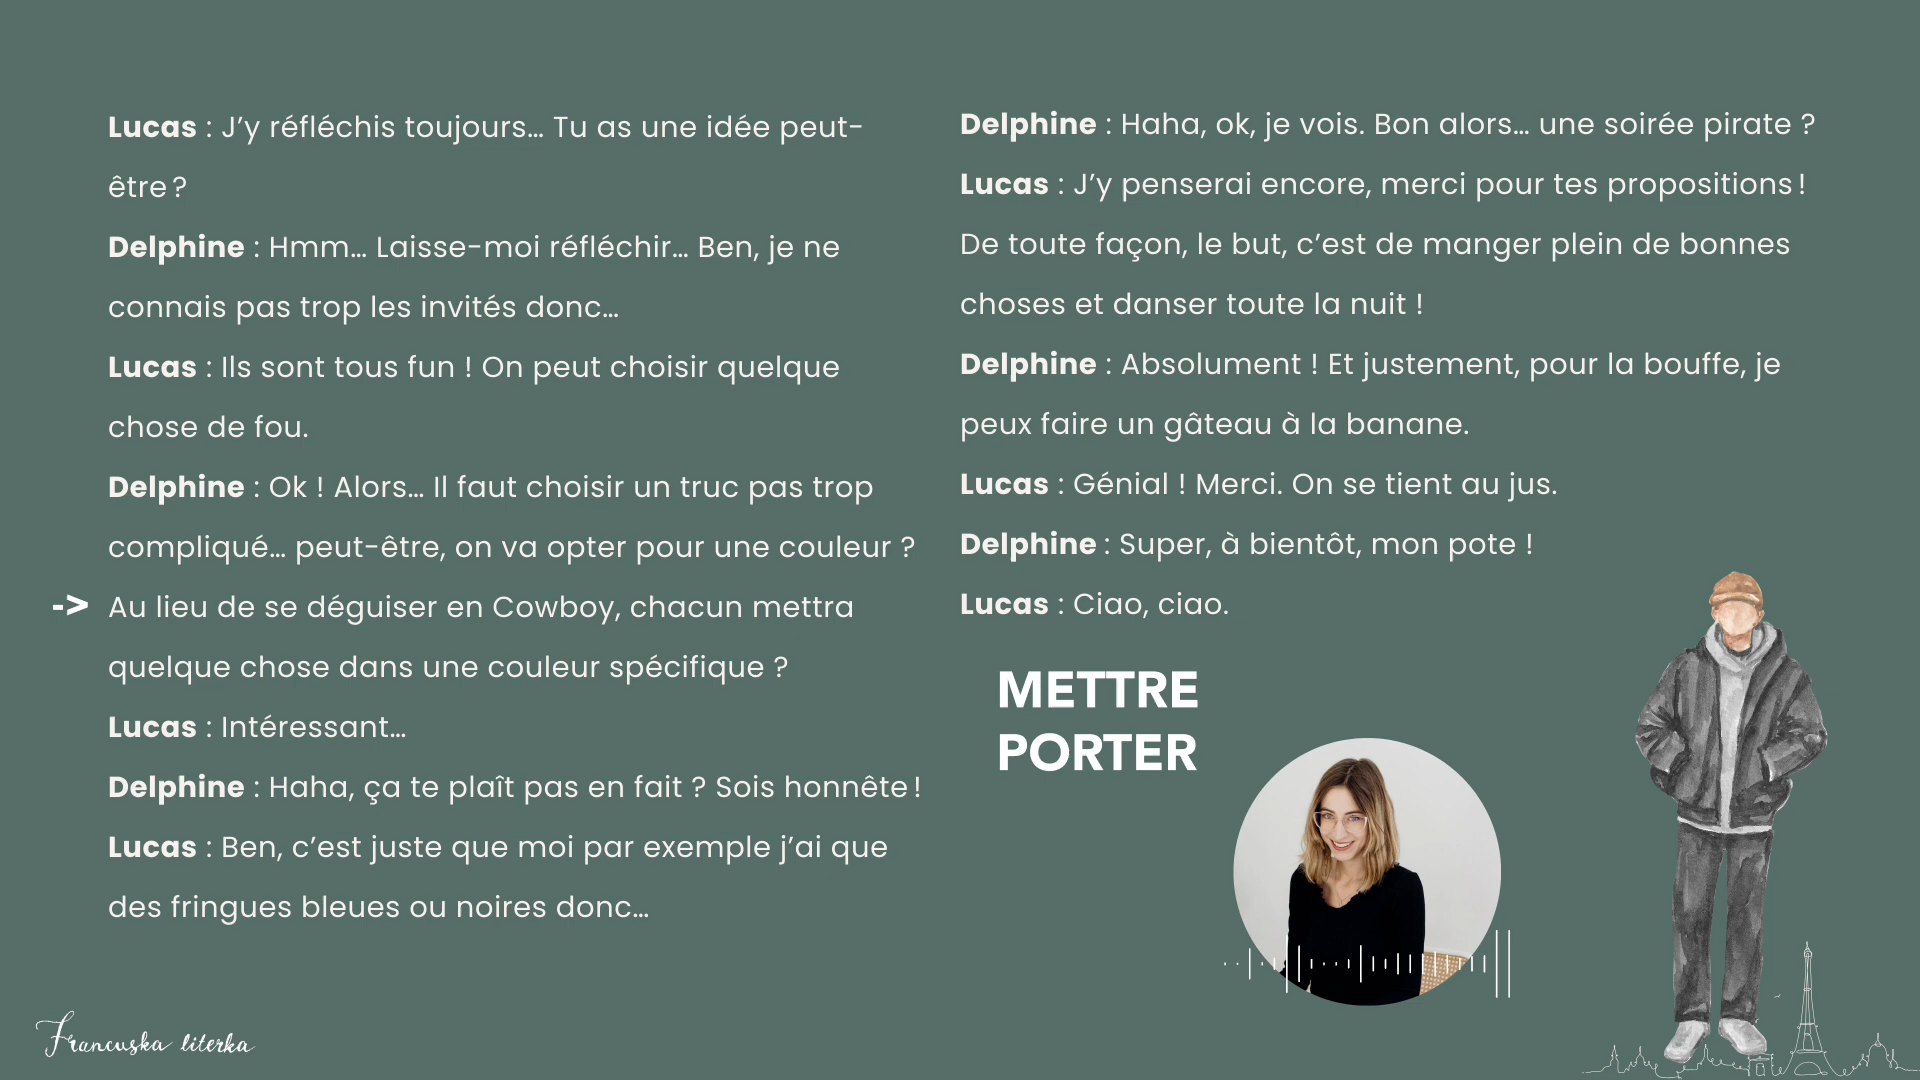 Lucas : J’y réfléchis toujours… Tu as une idée peut-
être ?
Delphine : Hmm… Laisse-moi réfléchir… Ben, je ne
connais pas trop les invités donc…
Lucas : Ils sont tous fun ! On peut choisir quelque
chose de fou.
Delphine : Ok ! Alors… Il faut choisir un truc pas trop
compliqué… peut-être, on va opter pour une couleur ?
-> Au lieu de se déguiser en Cowboy, chacun mettra
quelque chose dans une couleur spécifique ?
Lucas : Intéressant…
Delphine : Haha, ça te plaît pas en fait ? Sois honnête !
Lucas : Ben, c’est juste que moi par exemple j’ai que
des fringues bleues ou noires donc…
Delphine : Haha, ok, je vois. Bon alors… une soirée pirate ?
Lucas : J’y penserai encore, merci pour tes propositions !
De toute façon, le but, c’est de manger plein de bonnes
choses et danser toute la nuit !
Delphine : Absolument ! Et justement, pour la bouffe, je
peux faire un gâteau à la banane.
Lucas : Génial ! Merci. On se tient au jus.
Delphine : Super, à bientôt, mon pote !
Lucas : Ciao, ciao.
METTRE
PORTER
Francuska literka